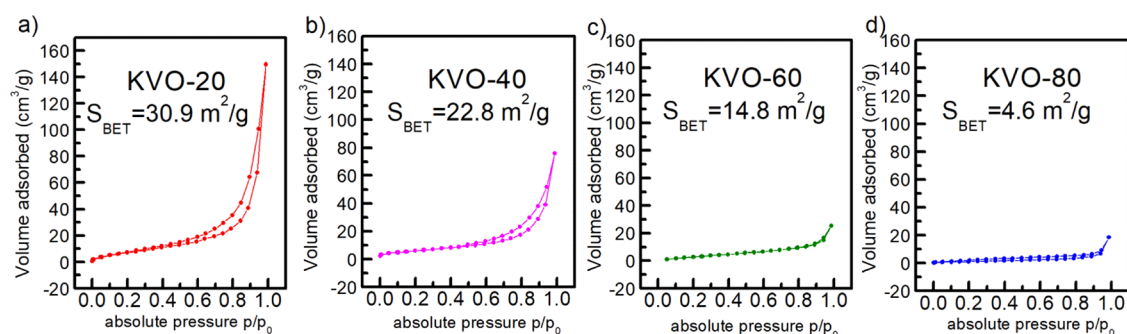 a)
160
140
120
100
80
60
40
20
0
-20
Volume adsorbed (cm³/g)
KVO-20
S_BET=30.9 m²/g
0.0 0.2 0.4 0.6 0.8 1.0
absolute pressure p/p₀
b)
160
140
120
100
80
60
40
20
0
-20
Volume adsorbed (cm³/g)
KVO-40
S_BET=22.8 m²/g
0.0 0.2 0.4 0.6 0.8 1.0
absolute pressure p/p₀
c)
160
140
120
100
80
60
40
20
0
-20
Volume adsorbed (cm³/g)
KVO-60
S_BET=14.8 m²/g
0.0 0.2 0.4 0.6 0.8 1.0
absolute pressure p/p₀
d)
160
140
120
100
80
60
40
20
0
-20
Volume adsorbed (cm³/g)
KVO-80
S_BET=4.6 m²/g
0.0 0.2 0.4 0.6 0.8 1.0
absolute pressure p/p₀